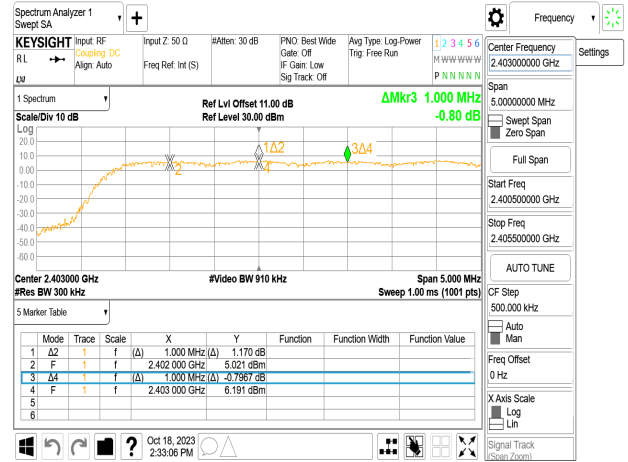 Spectrum Analyzer 1
Swept SA
Frequency
KEYSIGHT
Input: RF
Input Z: 50 Ω
#Atten: 30 dB
PNO: Best Wide
Avg Type: Log-Power
1 2 3 4 5 6
RL
Coupling: DC
Gate: Off
Trig: Free Run
Align: Auto
Freq Ref: Int (S)
IF Gain: Low
M W W W W W
Sig Track: Off
P N N N N N
Center Frequency
2.403000000 GHz
Settings
Span
5.00000000 MHz
Swept Span
Zero Span
Full Span
Start Freq
2.400500000 GHz
Stop Freq
2.405500000 GHz
AUTO TUNE
CF Step
500.000 kHz
Auto
Man
Freq Offset
0 Hz
X Axis Scale
Log
Lin
Signal Track
(Span Zoom)
1 Spectrum
Ref Lvl Offset 11.00 dB
ΔMkr3 1.000 MHz
Scale/Div 10 dB
Ref Level 30.00 dBm
-0.80 dB
Log
20.0
10.0
0.00
-10.0
-20.0
-30.0
-40.0
-50.0
-60.0
1Δ2
3Δ4
2
4
Center 2.403000 GHz
#Video BW 910 kHz
Span 5.000 MHz
#Res BW 300 kHz
Sweep 1.00 ms (1001 pts)
5 Marker Table
Mode Trace Scale X Y Function Function Width Function Value
1 Δ2 1 f (Δ) 1.000 MHz (Δ) 1.170 dB
2 F 1 f 2.402 000 GHz 5.021 dBm
3 Δ4 1 f (Δ) 1.000 MHz (Δ) -0.7967 dB
4 F 1 f 2.403 000 GHz 6.191 dBm
5
6
?
Oct 18, 2023
2:33:06 PM